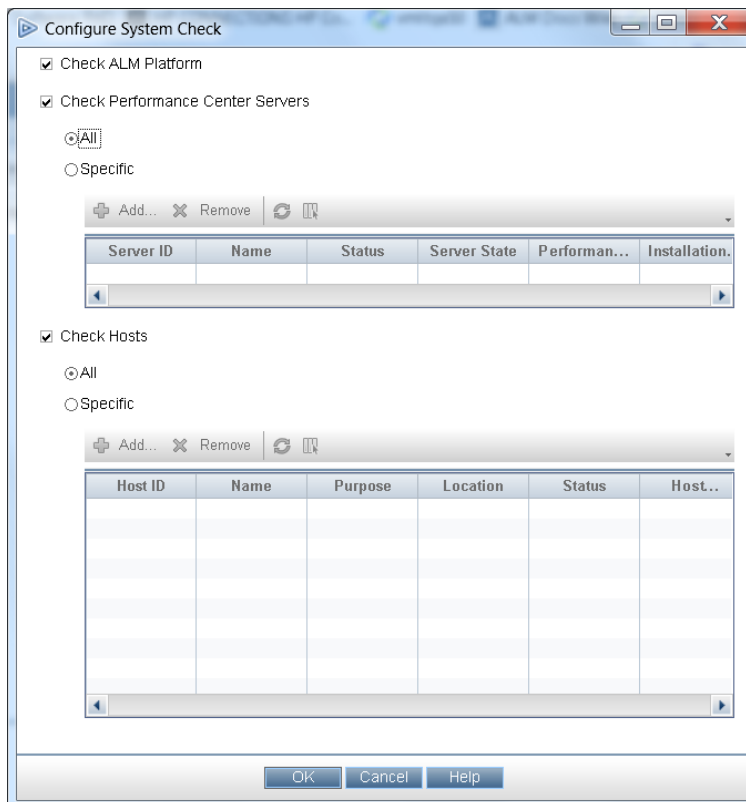 Configure System Check
Check ALM Platform
Check Performance Center Servers
All
Specific
Add... Remove
Server ID Name Status Server State Performan... Installation.
Check Hosts
All
Specific
Add... Remove
Host ID Name Purpose Location Status Host...
OK Cancel Help